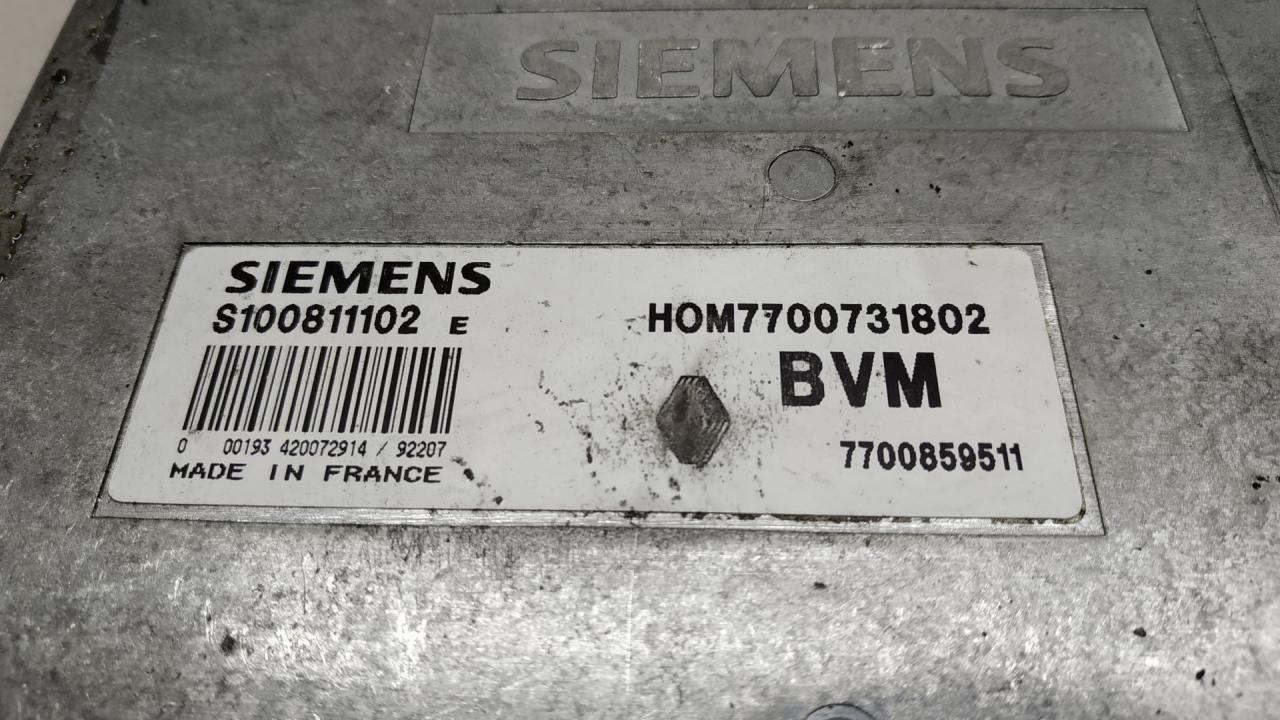 SIEMENS
SIEMENS
S100811102 E
HOM7700731802
BVM
0 00193 420072914 / 92207
7700859511
MADE IN FRANCE